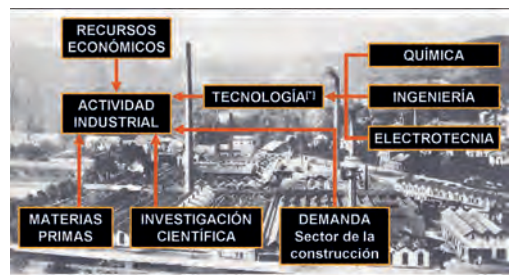 RECURSOS
ECONÓMICOS
QUÍMICA
ACTIVIDAD
INDUSTRIAL
TECNOLOGÍA[*]
INGENIERÍA
ELECTROTECNIA
MATERIAS
PRIMAS
INVESTIGACIÓN
CIENTÍFICA
DEMANDA
Sector de la
construcción